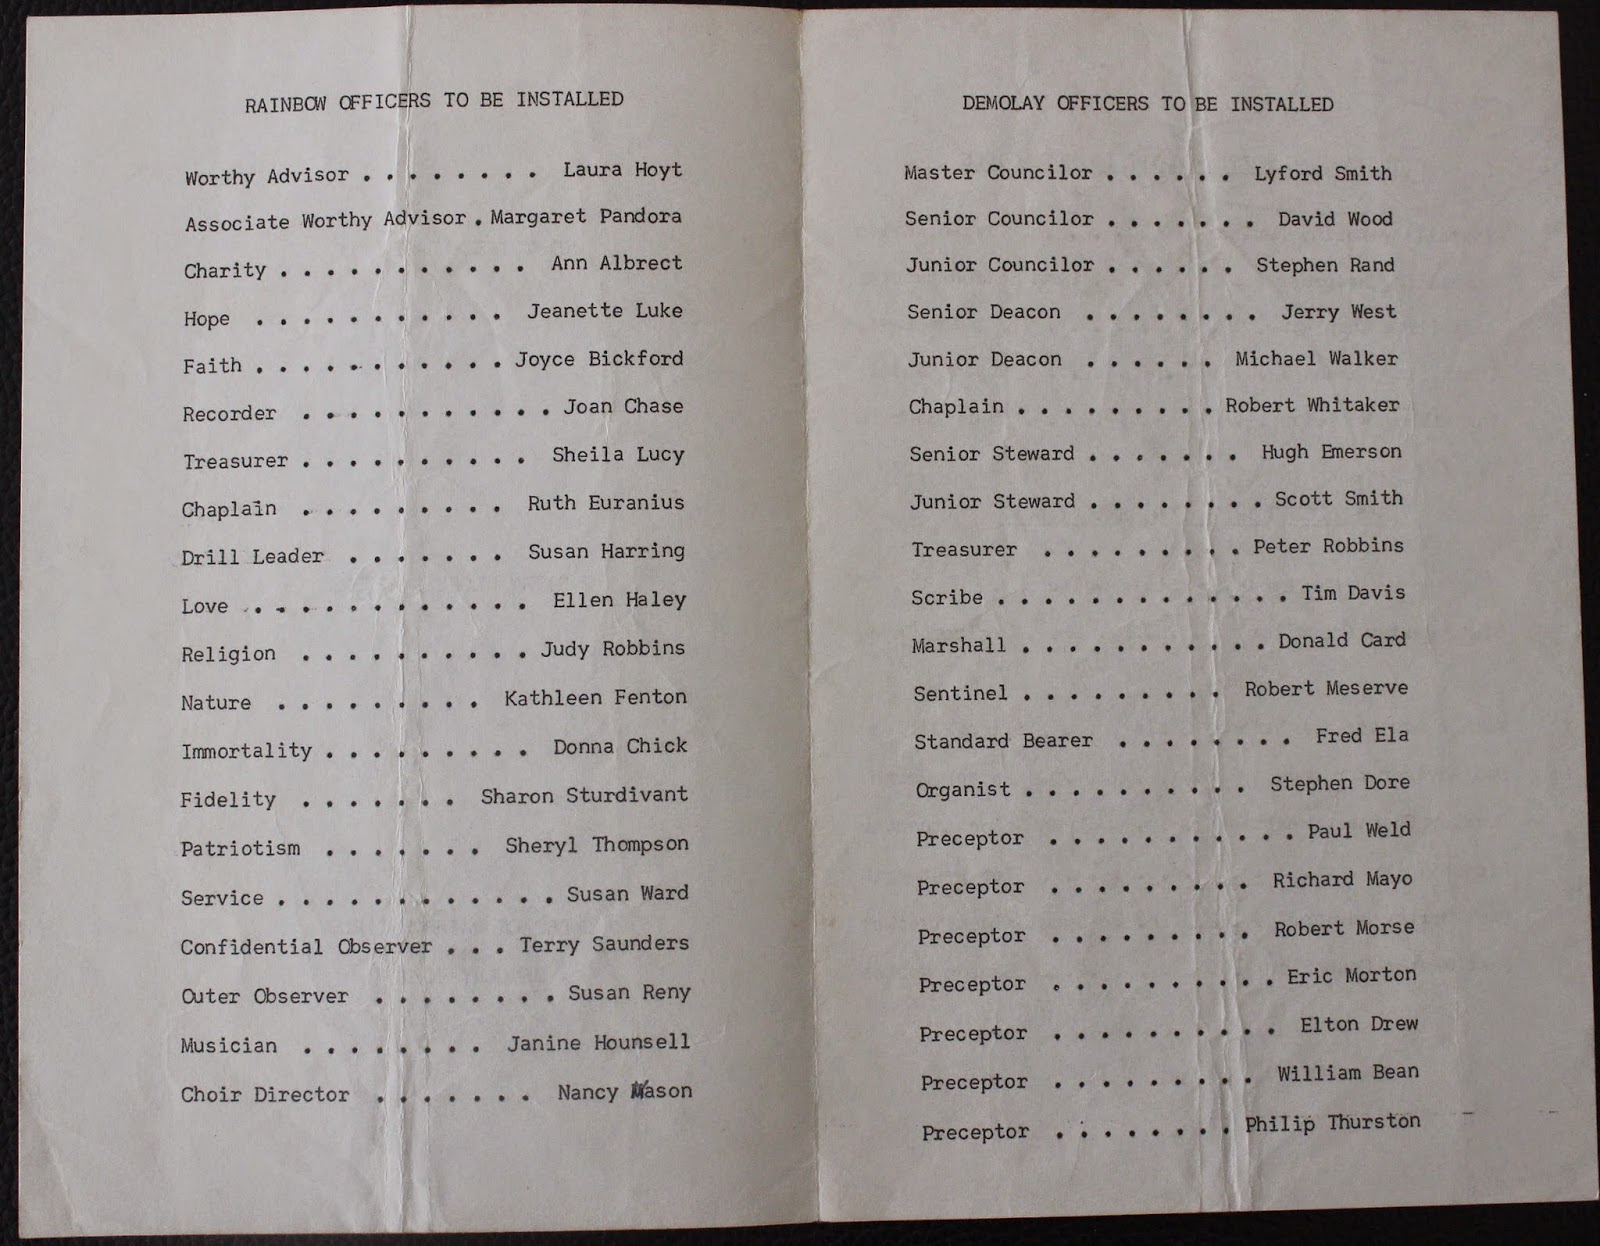 RAINBOW OFFICERS TO BE INSTALLED
Worthy Advisor . . . . . . . . Laura Hoyt
Associate Worthy Advisor . Margaret Pandora
Charity . . . . . . . . . . . Ann Albrect
Hope . . . . . . . . . . . Jeanette Luke
Faith . . . . . . . . . . . Joyce Bickford
Recorder . . . . . . . . . . . Joan Chase
Treasurer . . . . . . . . . . Sheila Lucy
Chaplain . . . . . . . . . Ruth Euranius
Drill Leader . . . . . . . Susan Harring
Love . . . . . . . . . . . . Ellen Haley
Religion . . . . . . . . . . Judy Robbins
Nature . . . . . . . . . Kathleen Fenton
Immortality . . . . . . . . . Donna Chick
Fidelity . . . . . . . Sharon Sturdivant
Patriotism . . . . . . . Sheryl Thompson
Service . . . . . . . . . . . . Susan Ward
Confidential Observer . . . Terry Saunders
Outer Observer . . . . . . . . Susan Reny
Musician . . . . . . . . Janine Hounsell
Choir Director . . . . . . . Nancy Mason
DEMOLAY OFFICERS TO BE INSTALLED
Master Councilor . . . . . . Lyford Smith
Senior Councilor . . . . . . . David Wood
Junior Councilor . . . . . . Stephen Rand
Senior Deacon . . . . . . . . Jerry West
Junior Deacon . . . . . . Michael Walker
Chaplain . . . . . . . . . Robert Whitaker
Senior Steward . . . . . . . Hugh Emerson
Junior Steward . . . . . . . . Scott Smith
Treasurer . . . . . . . . . Peter Robbins
Scribe . . . . . . . . . . . . . Tim Davis
Marshall . . . . . . . . . . . Donald Card
Sentinel . . . . . . . . . Robert Meserve
Standard Bearer . . . . . . . . Fred Ela
Organist . . . . . . . . . . Stephen Dore
Preceptor . . . . . . . . . . . Paul Weld
Preceptor . . . . . . . . . Richard Mayo
Preceptor . . . . . . . . . Robert Morse
Preceptor . . . . . . . . . . Eric Morton
Preceptor . . . . . . . . . . Elton Drew
Preceptor . . . . . . . . . William Bean
Preceptor . . . . . . . . Philip Thurston